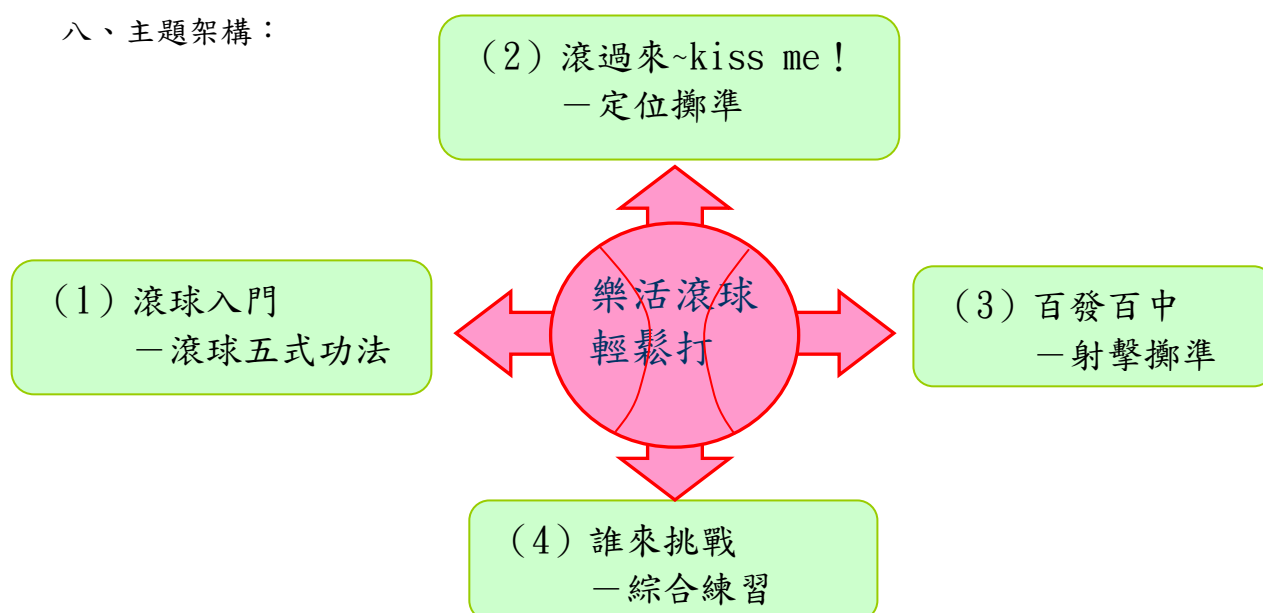 八、主題架構：
（2）滾過來~kiss me！
－定位擲準
（1）滾球入門
－滾球五式功法
樂活滾球
輕鬆打
（3）百發百中
－射擊擲準
（4）誰來挑戰
－綜合練習